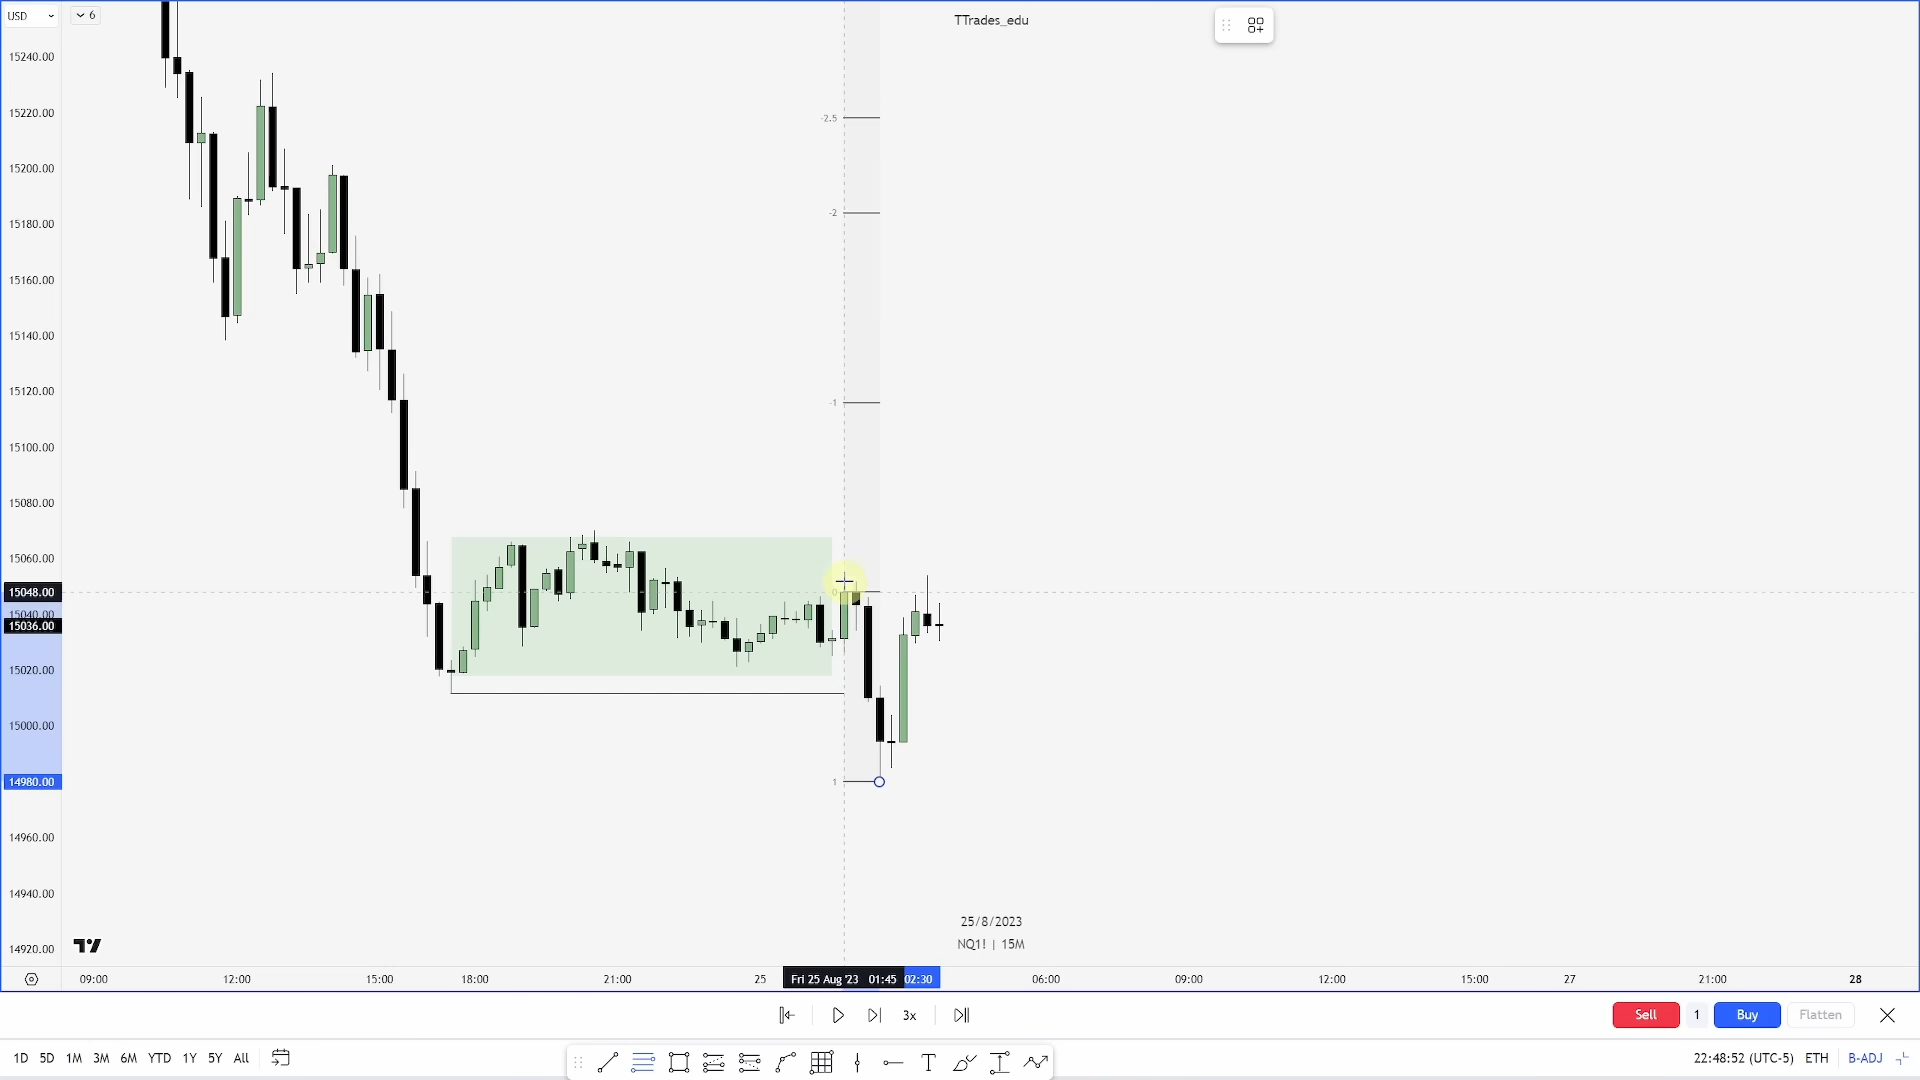 USD
6
TTrades_edu
15240.00
15220.00
15200.00
15180.00
15160.00
15140.00
15120.00
15100.00
15080.00
15060.00
15048.00
15040.00
15036.00
15020.00
15000.00
14980.00
14960.00
14940.00
14920.00
-2.5
-2
-1
0
1
25/8/2023
NQ1! | 15M
09:00 12:00 15:00 18:00 21:00 25 Fri 25 Aug '23 01:45 02:30 06:00 09:00 12:00 15:00 27 21:00 28
3x
Sell 1 Buy Flatten
1D 5D 1M 3M 6M YTD 1Y 5Y All
T
22:48:52 (UTC-5) ETH B-ADJ